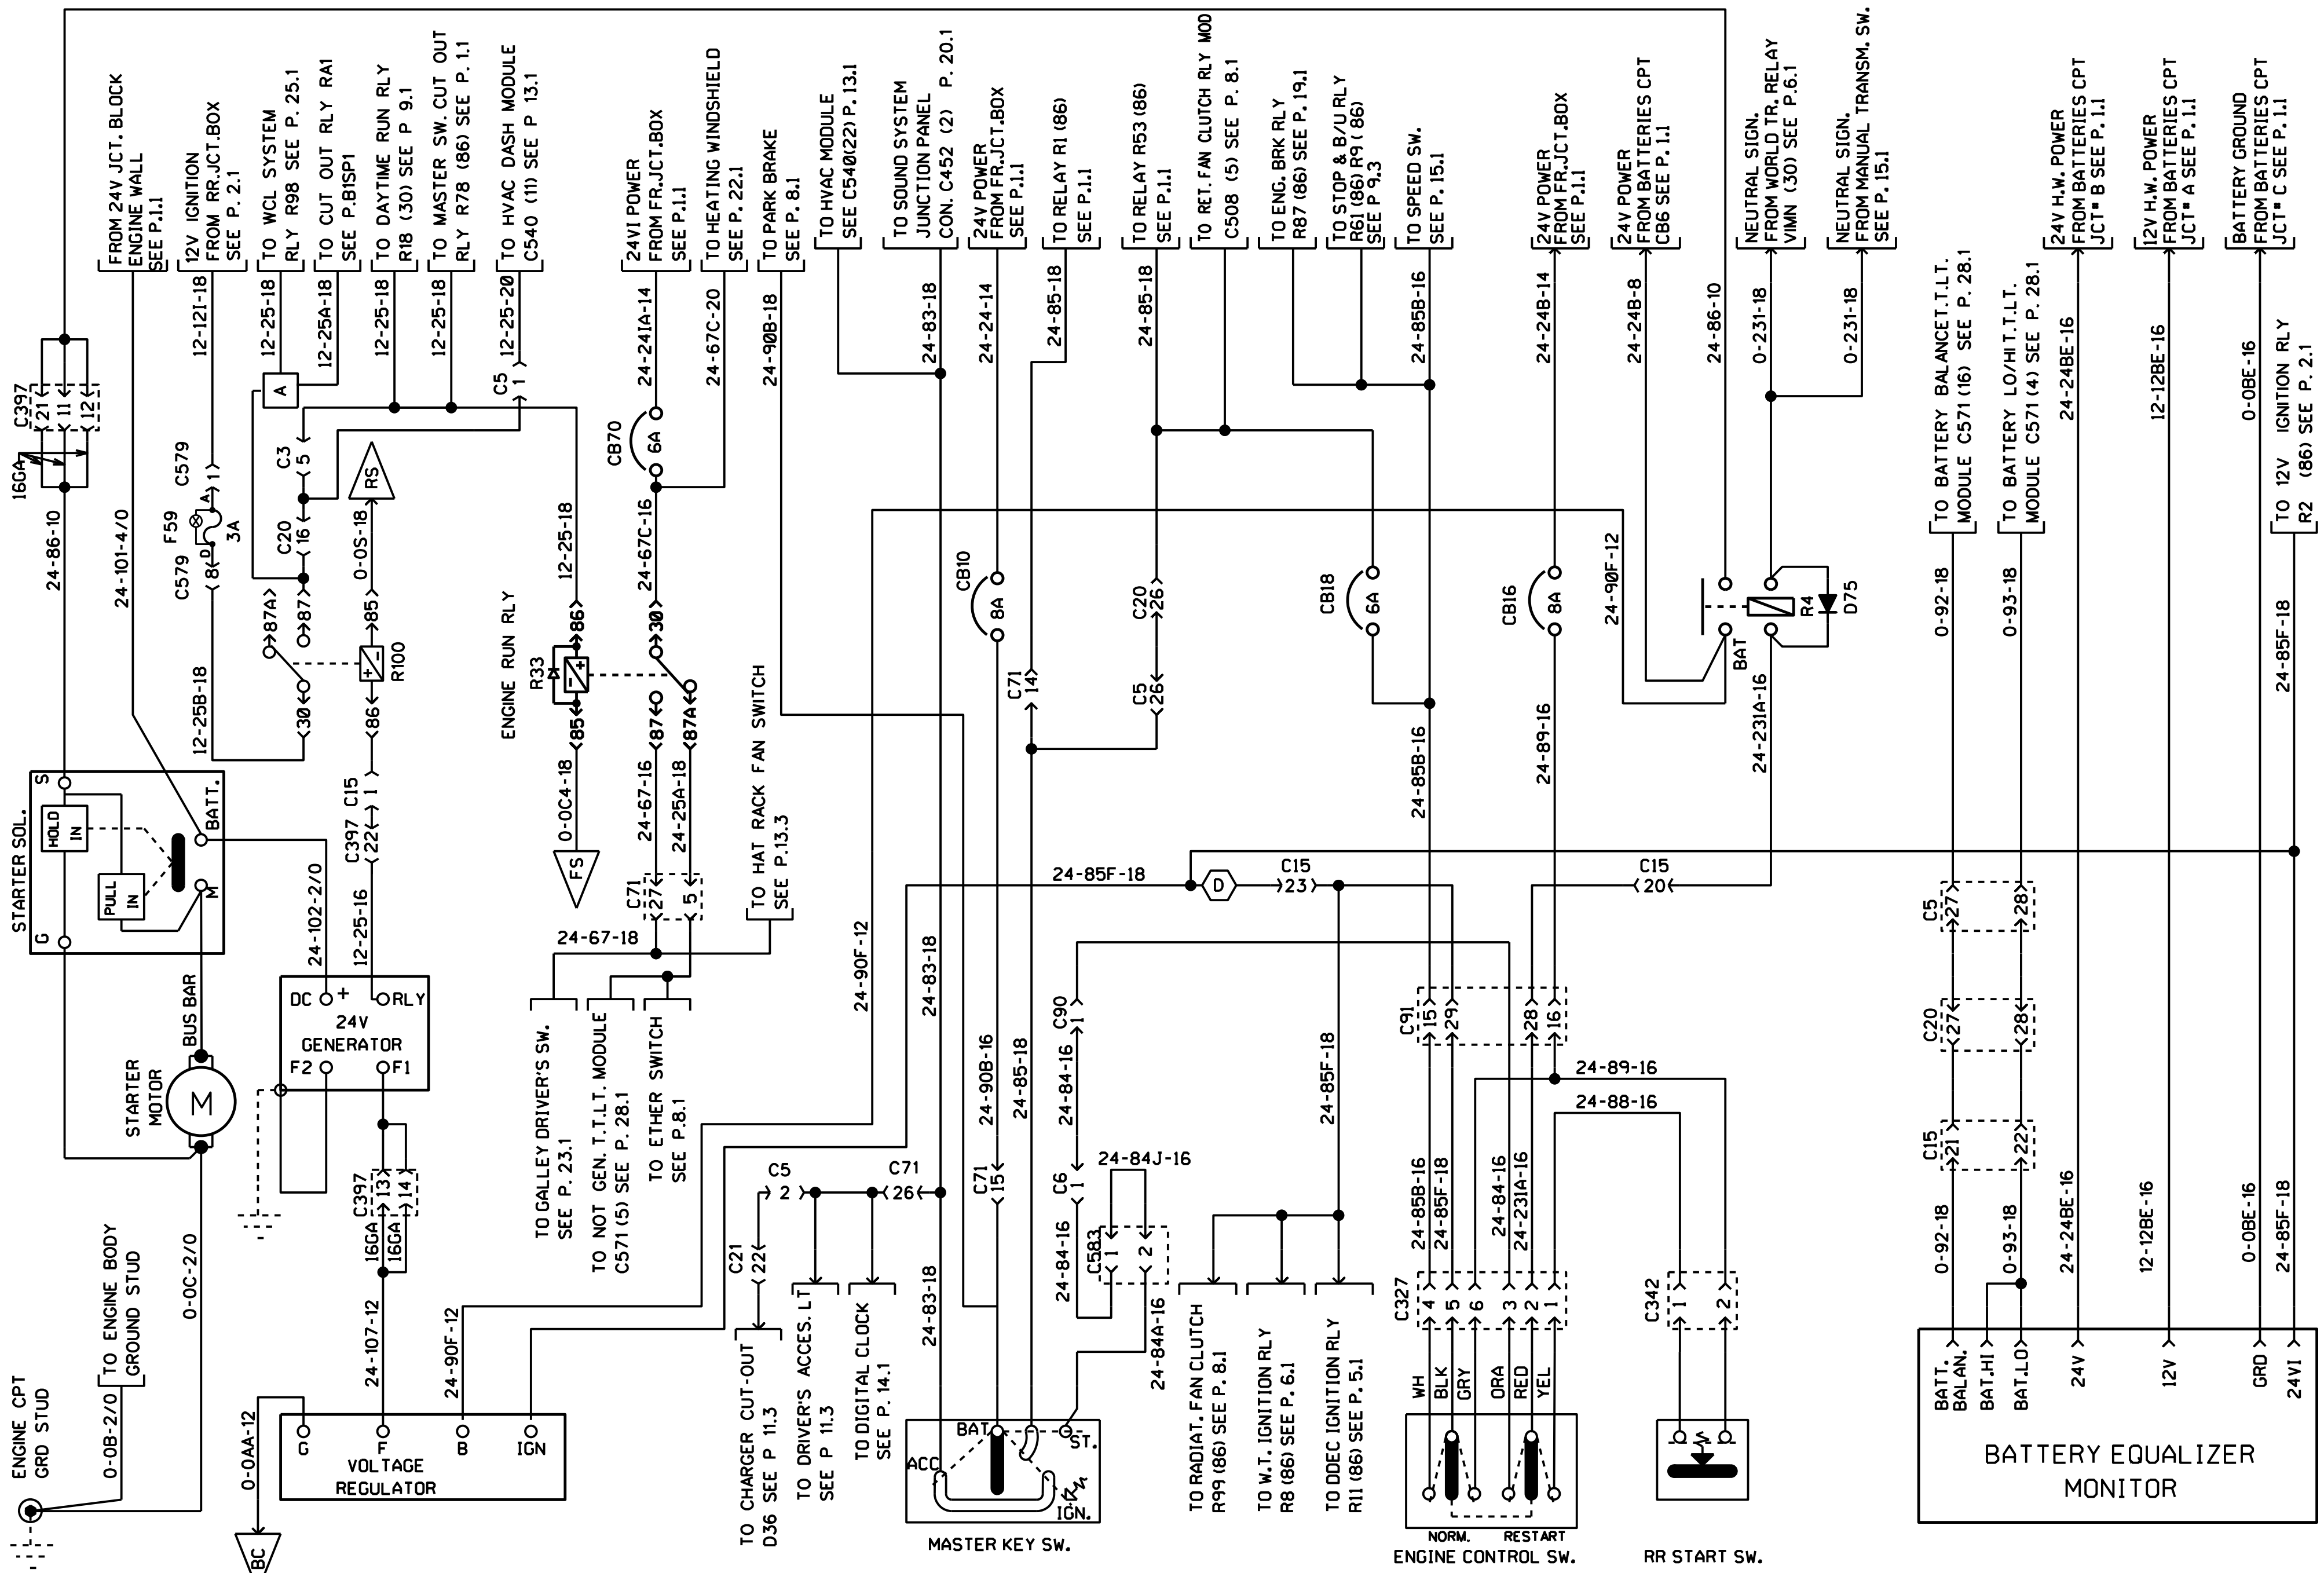 FROM 24V JCT. BLOCK
ENGINE WALL
SEE P.1.1
12V IGNITION
FROM RR.JCT.BOX
SEE P. 2.1
TO WCL SYSTEM
RLY R98 SEE P. 25.1
TO CUT OUT RLY RA1
SEE P.B1SP1
TO DAYTIME RUN RLY
R18 (30) SEE P 9.1
TO MASTER SW. CUT OUT
RLY R78 (86) SEE P. 1.1
TO HVAC DASH MODULE
C540 (11) SEE P 13.1
24VI POWER
FROM FR.JCT.BOX
SEE P.1.1
TO HEATING WINDSHIELD
SEE P. 22.1
TO PARK BRAKE
SEE P. 8.1
TO HVAC MODULE
SEE C540(22) P. 13.1
TO SOUND SYSTEM
JUNCTION PANEL
CON. C452 (2) P. 20.1
24V POWER
FROM FR.JCT.BOX
SEE P.1.1
TO RELAY R1 (86)
SEE P.1.1
TO RELAY R53 (86)
SEE P.1.1
TO RET. FAN CLUTCH RLY MOD
C508 (5) SEE P. 8.1
TO ENG. BRK RLY
R87 (86) SEE P. 19.1
TO STOP & B/U RLY
R61 (86) R9 (86)
SEE P 9.3
TO SPEED SW.
SEE P. 15.1
24V POWER
FROM FR.JCT.BOX
SEE P.1.1
24V POWER
FROM BATTERIES CPT
CB6 SEE P. 1.1
NEUTRAL SIGN.
FROM WORLD TR. RELAY
VIMN (30) SEE P.6.1
NEUTRAL SIGN.
FROM MANUAL TRANSM. SW.
SEE P. 15.1
TO BATTERY BALANCET.T.LT.
MODULE C571 (16) SEE P. 28.1
TO BATTERY LO/HI T.T.LT.
MODULE C571 (4) SEE P. 28.1
24V H.W. POWER
FROM BATTERIES CPT
JCT# B SEE P. 1.1
12V H.W. POWER
FROM BATTERIES CPT
JCT# A SEE P. 1.1
BATTERY GROUND
FROM BATTERIES CPT
JCT# C SEE P. 1.1
TO 12V IGNITION RLY
R2 (86) SEE P. 2.1
12-12I-18
12-25-18
12-25A-18
12-25-18
12-25-18
12-25-20
24-241A-14
24-67C-20
24-90B-18
24-83-18
24-24-14
24-85-18
24-85-18
24-85B-16
24-24B-14
24-24B-8
24-86-10
0-231-18
0-231-18
24-24BE-16
12-12BE-16
0-0BE-16
C397
21
11
12
16GA
24-86-10
24-101-4/0
C579
A
1
F59
3A
C579
8
D
12-25B-18
A
C3
5
C20
16
C5
1
RS
0-0S-18
87A
87
85
30
86
R100
C15
1
C397
22
12-25-16
CB70
6A
24-67C-16
12-25-18
ENGINE RUN RLY
R33
86
85
30
87
87A
0-0C4-18
FS
24-67-16
24-25A-18
C71
27
5
24-67-18
TO HAT RACK FAN SWITCH
SEE P.13.3
CB10
8A
C71
14
C20
26
C5
26
CB18
6A
24-85B-16
CB16
8A
24-89-16
24-90F-12
BAT
R4
D75
24-231A-16
0-92-18
0-93-18
24-85F-18
STARTER SOL.
S
HOLD
IN
BATT.
PULL
IN
M
G
24-102-2/0
BUS BAR
STARTER
MOTOR
M
DC
+
RLY
24V
GENERATOR
F2
F1
C397
13
14
16GA
16GA
24-107-12
0-0C-2/0
TO ENGINE BODY
GROUND STUD
0-0B-2/0
ENGINE CPT
GRD STUD
0-0AA-12
BC
24-90F-12
G
F
B
IGN
VOLTAGE
REGULATOR
TO GALLEY DRIVER'S SW.
SEE P. 23.1
TO NOT GEN. T.T.LT. MODULE
C571 (5) SEE P. 28.1
TO ETHER SWITCH
SEE P.8.1
24-90F-12
24-83-18
24-90B-16
24-85-18
C71
15
C5
2
C71
26
C21
22
TO CHARGER CUT-OUT
D36 SEE P 11.3
TO DRIVER'S ACCES. LT
SEE P 11.3
TO DIGITAL CLOCK
SEE P. 14.1
24-83-18
24-85F-18
D
C15
23
C15
20
C90
1
24-84-16
C6
1
24-84-16
24-84J-16
C583
1
2
24-84A-16
24-85F-18
TO RADIAT. FAN CLUTCH
R99 (86) SEE P. 8.1
TO W.T. IGNITION RLY
R8 (86) SEE P. 6.1
TO DDEC IGNITION RLY
R11 (86) SEE P. 5.1
BAT.
ACC
ST.
IGN.
MASTER KEY SW.
C91
15
29
28
16
24-89-16
24-88-16
24-85B-16
24-85F-18
24-84-16
24-231A-16
C327
4
5
6
3
2
1
WH
BLK
GRY
ORA
RED
YEL
NORM.
RESTART
ENGINE CONTROL SW.
C342
1
2
RR START SW.
C5
27
28
C20
27
28
C15
21
22
0-92-18
0-93-18
24-24BE-16
12-12BE-16
0-0BE-16
24-85F-18
BATT.
BALAN.
BAT.HI
BAT.LO
24V
12V
GRD
24VI
BATTERY EQUALIZER
MONITOR